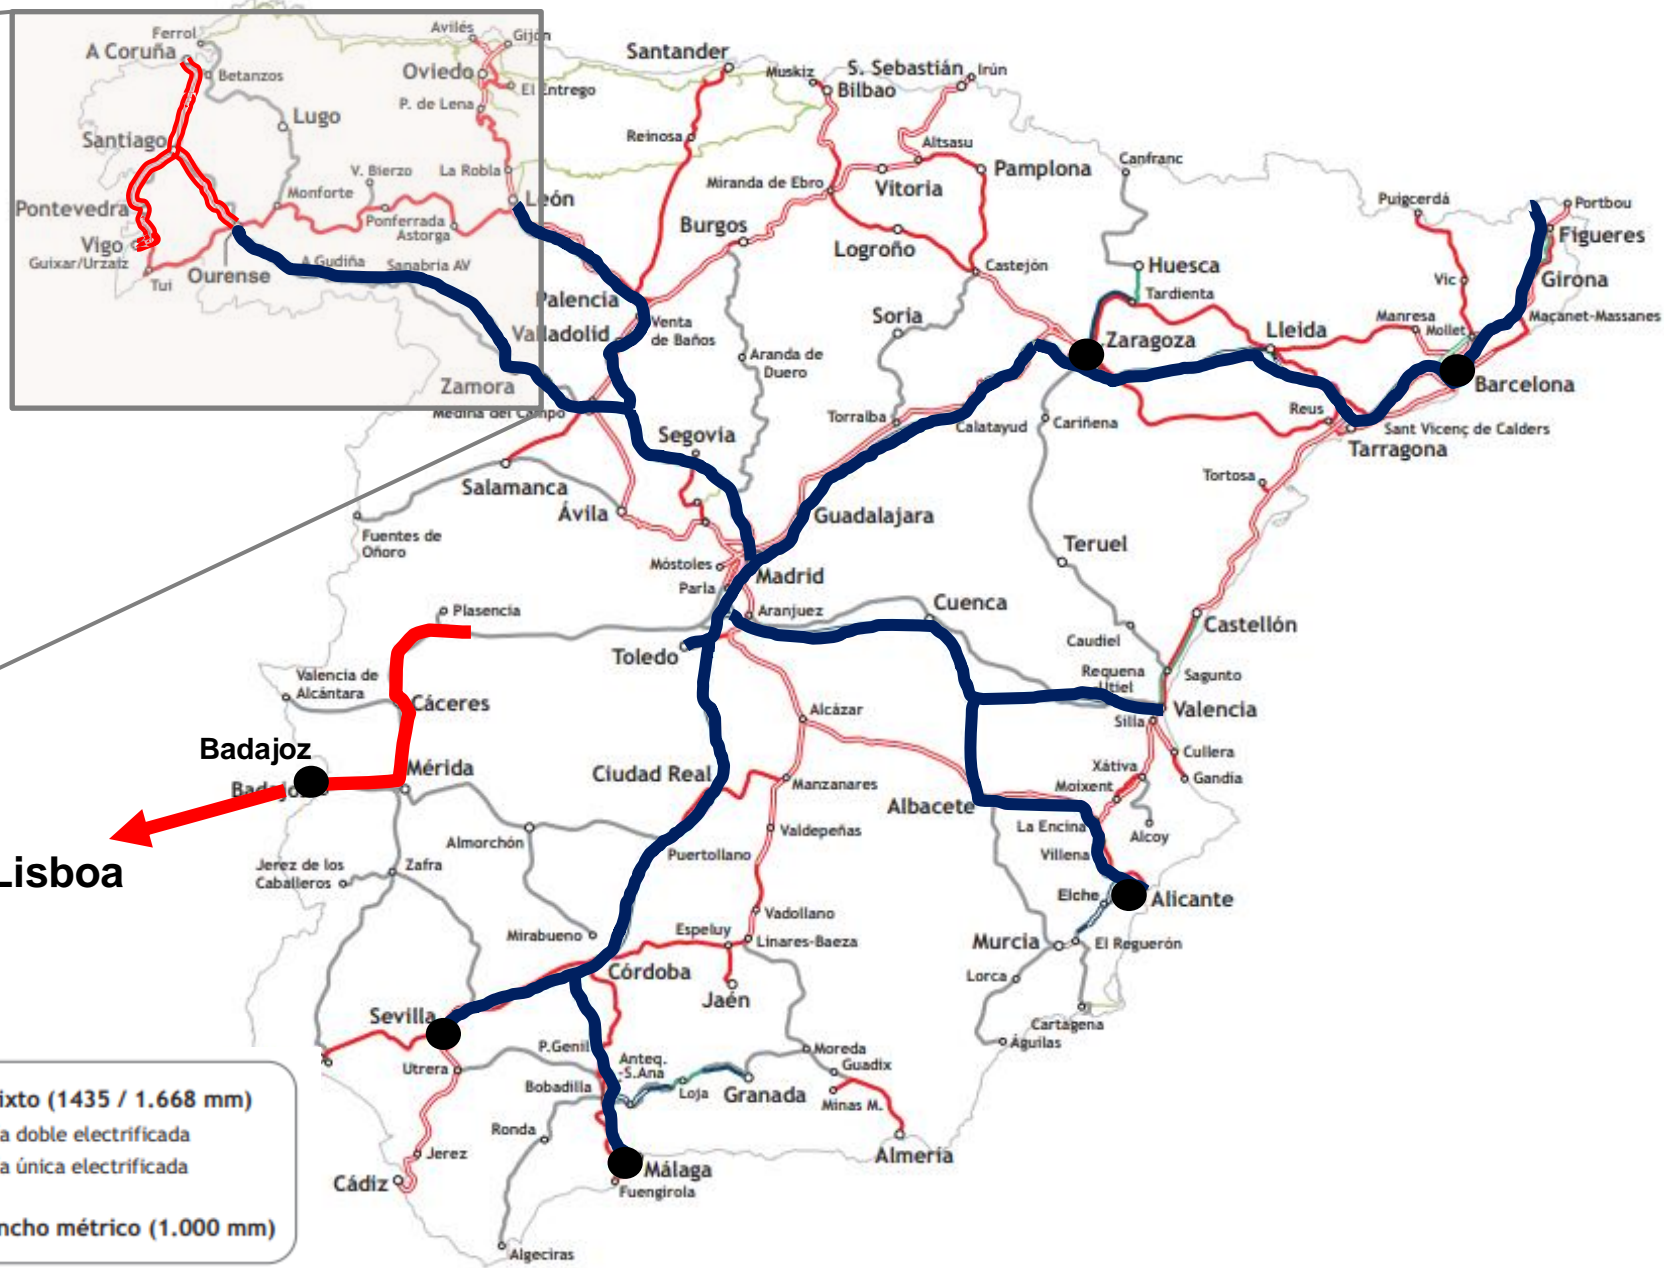 Ferrol
A Coruña
Betanzos
Lugo
Santiago
Pontevedra
Vigo
Guixar/Urzaiz
Tui
Ourense
Monforte
V. Bierzo
Ponferrada
Astorga
A Gudiña
Sanabria AV
Avilés
Gijón
Oviedo
El Entrego
P. de Lena
La Robla
León
Santander
Reinosa
Muskiz
Bilbao
S. Sebastián
Irún
Altsasu
Pamplona
Vitoria
Miranda de Ebro
Burgos
Logroño
Castejón
Canfranc
Huesca
Tardienta
Puigcerdá
Portbou
Figueres
Girona
Vic
Maçanet-Massanes
Manresa
Mollet
Lleida
Zaragoza
Barcelona
Reus
Sant Vicenç de Calders
Tarragona
Tortosa
Palencia
Valladolid
Venta
de Baños
Zamora
Medina del Campo
Aranda de
Duero
Soria
Torralba
Calatayud
Cariñena
Segovia
Salamanca
Ávila
Fuentes de
Oñoro
Guadalajara
Teruel
Móstoles
Parla
Madrid
Aranjuez
Cuenca
Toledo
Plasencia
Castellón
Caudiel
Requena
Utiel
Sagunto
Valencia
Silla
Cullera
Gandia
Valencia de
Alcántara
Cáceres
Badajoz
Mérida
Lisboa
Alcázar
Ciudad Real
Manzanares
Albacete
Xátiva
Moixent
La Encina
Alcoy
Villena
Valdepeñas
Puertollano
Almorchón
Jerez de los
Caballeros
Zafra
Elche
Alicante
Mirabueno
Vadollano
Espeluy
Linares-Baeza
Murcia
El Reguerón
Lorca
Córdoba
Jaén
Cartagena
Águilas
Sevilla
Utrera
P.Genil
Anteq.
-S.Ana
Bobadilla
Loja
Granada
Moreda
Guadix
Minas M.
Ronda
Jerez
Cádiz
Málaga
Fuengirola
Almería
Algeciras
ixto (1435 / 1.668 mm)
a doble electrificada
a única electrificada
ncho métrico (1.000 mm)